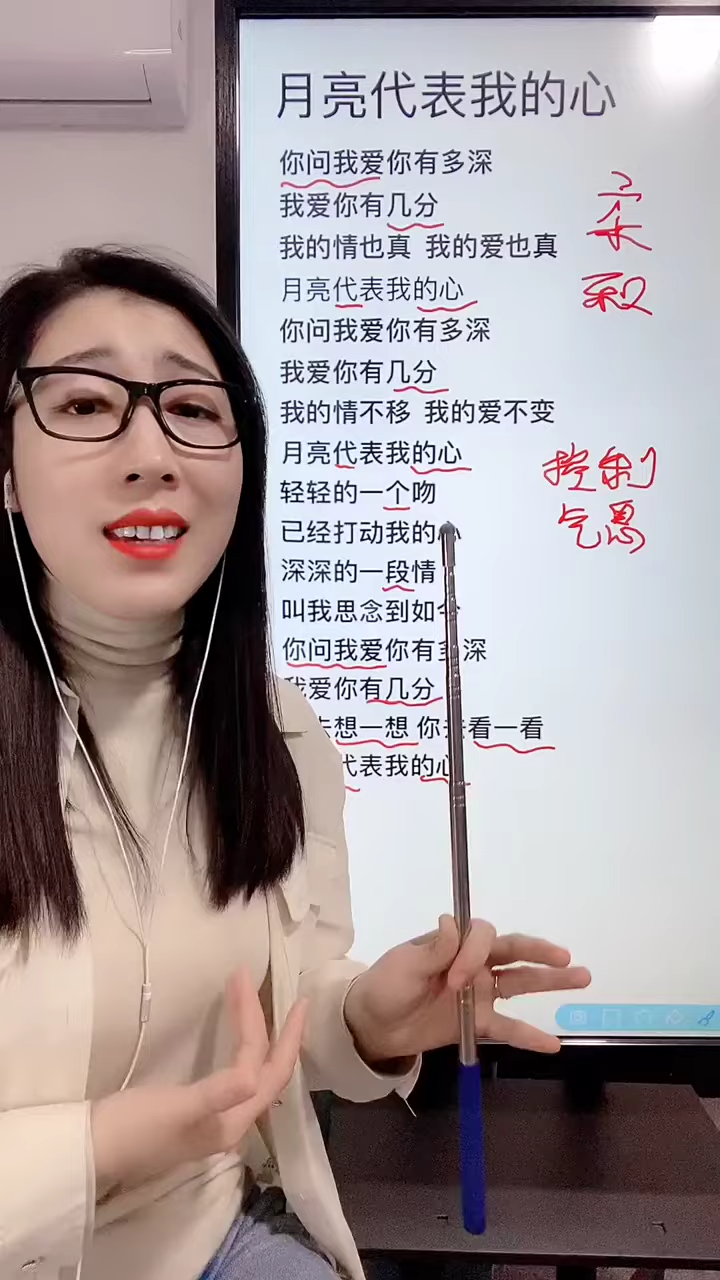 月亮代表我的心
你问我爱你有多深
我爱你有几分
我的情也真 我的爱也真
月亮代表我的心
你问我爱你有多深
我爱你有几分
我的情不移 我的爱不变
月亮代表我的心
轻轻的一个吻
已经打动我的心
深深的一段情
叫我思念到如今
你问我爱你有多深
我爱你有几分
去想一想 你去看一看
代表我的心
柔
和
控制
气息